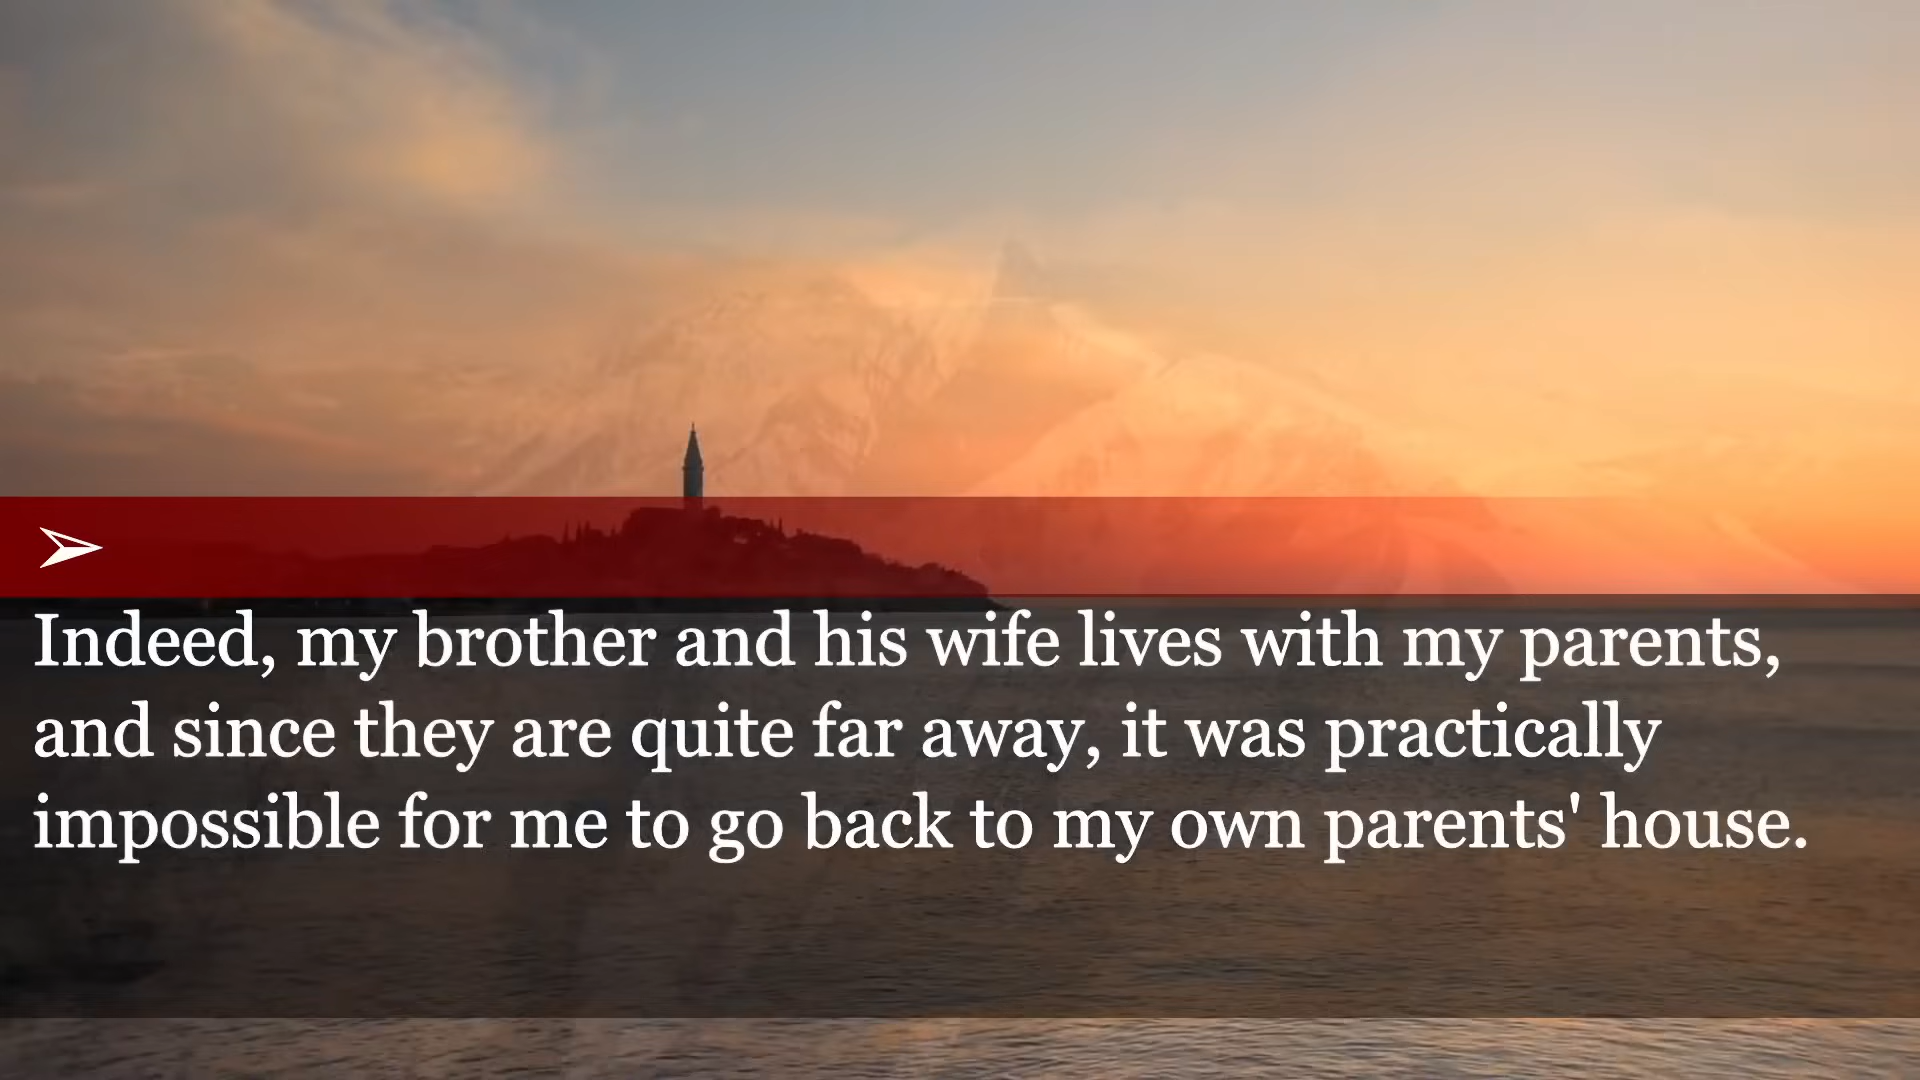 Indeed, my brother and his wife lives with my parents,
and since they are quite far away, it was practically
impossible for me to go back to my own parents' house.